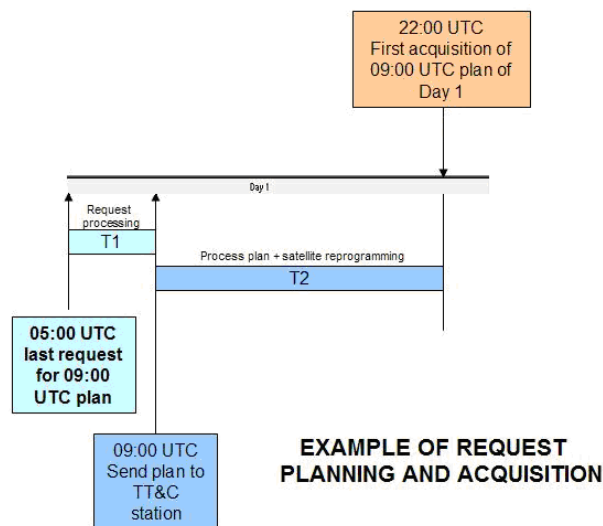 22:00 UTC
First acquisition of
09:00 UTC plan of
Day 1
Day 1
Request
processing
T1
Process plan + satellite reprogramming
T2
05:00 UTC
last request
for 09:00
UTC plan
09:00 UTC
Send plan to
TT&C
station
EXAMPLE OF REQUEST
PLANNING AND ACQUISITION